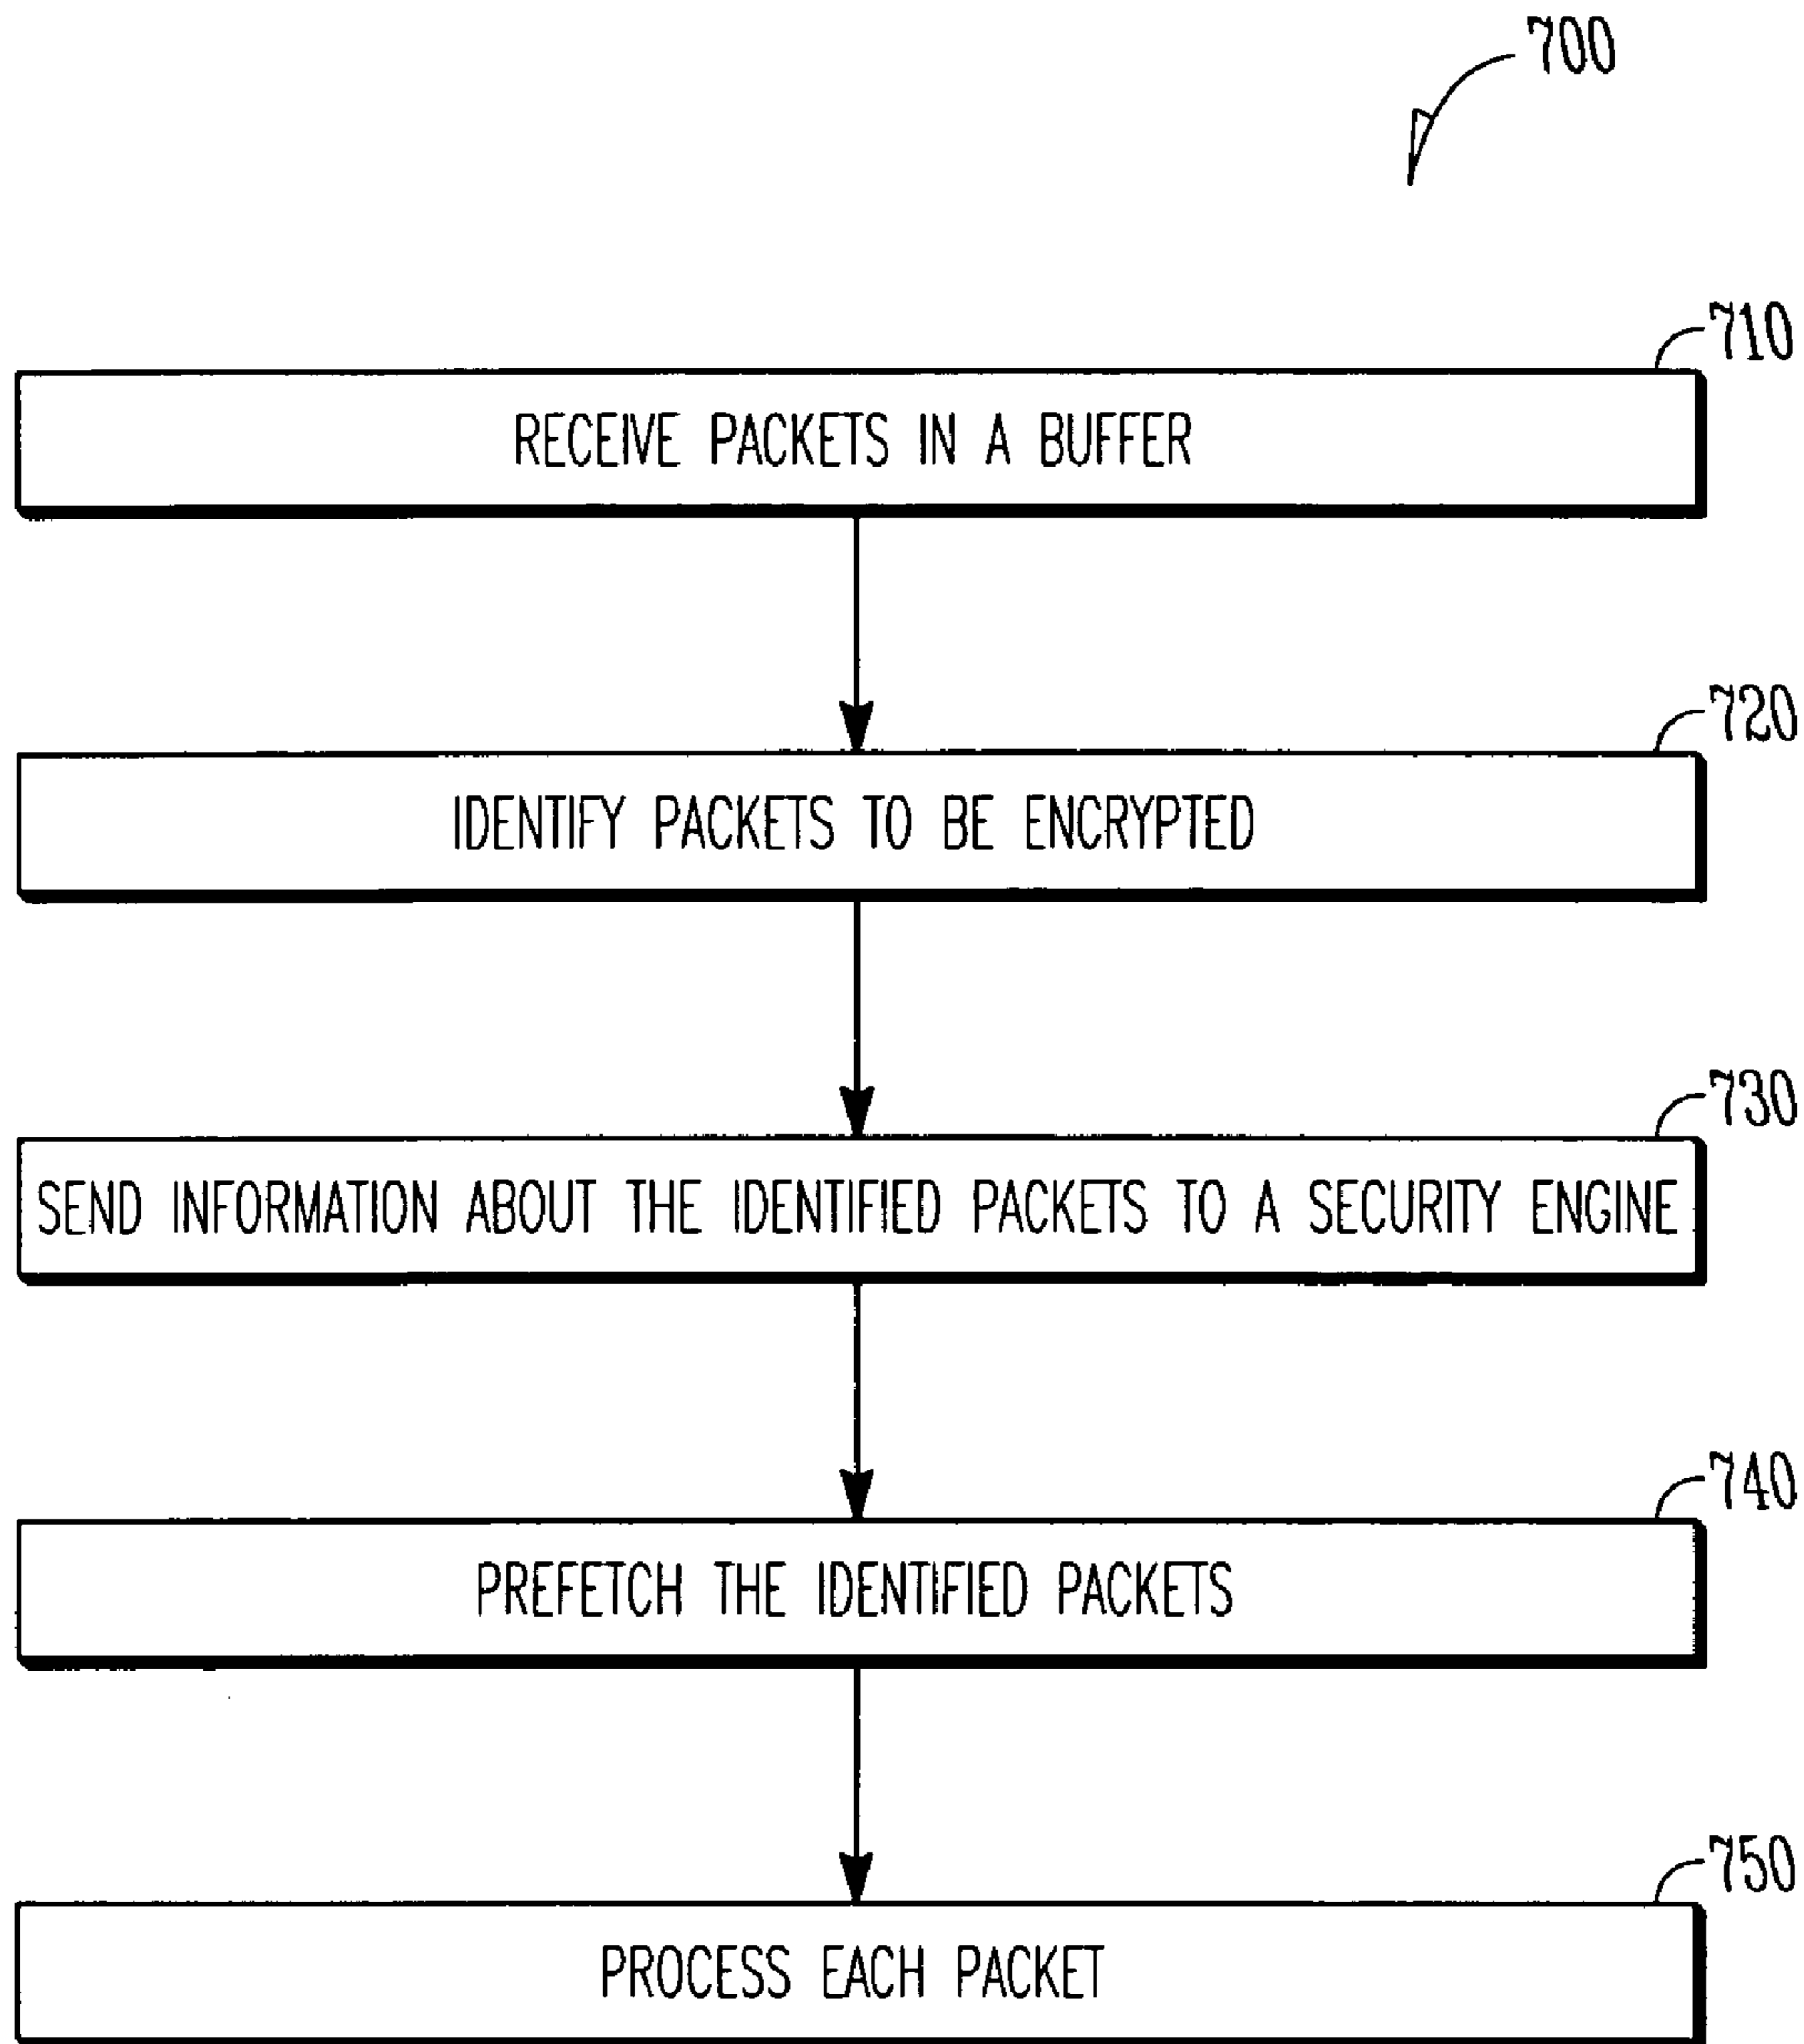 700
710
RECEIVE PACKETS IN A BUFFER
720
IDENTIFY PACKETS TO BE ENCRYPTED
730
SEND INFORMATION ABOUT THE IDENTIFIED PACKETS TO A SECURITY ENGINE
740
PREFETCH THE IDENTIFIED PACKETS
750
PROCESS EACH PACKET